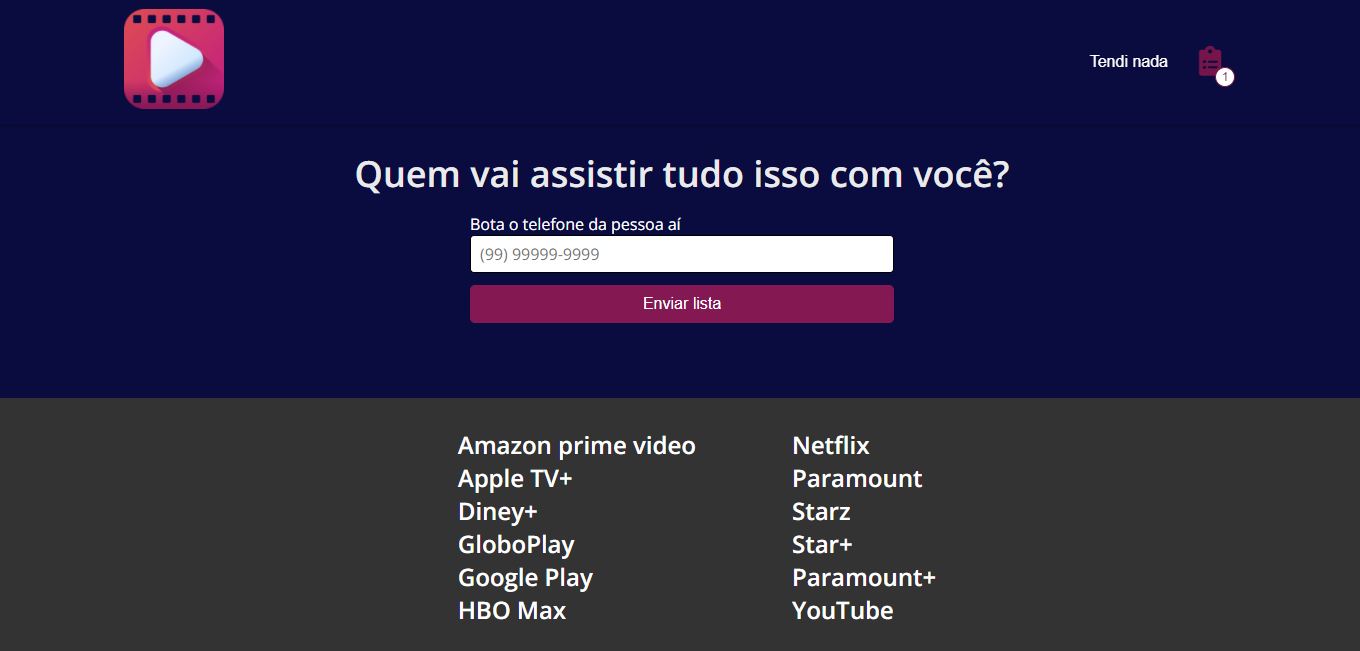 Tendi nada
1
Quem vai assistir tudo isso com você?
Bota o telefone da pessoa aí
(99) 99999-9999
Enviar lista
Amazon prime video
Apple TV+
Diney+
GloboPlay
Google Play
HBO Max
Netflix
Paramount
Starz
Star+
Paramount+
YouTube